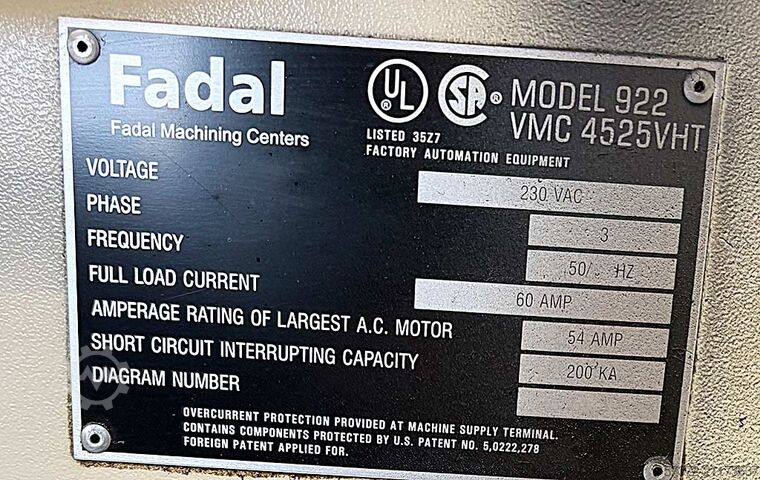 Fadal
Fadal Machining Centers
UL ®
SA ®
LISTED 35Z7
FACTORY AUTOMATION EQUIPMENT
MODEL 922
VMC 4525VHT
VOLTAGE 230 VAC
PHASE 3
FREQUENCY 50/ HZ
FULL LOAD CURRENT 60 AMP
AMPERAGE RATING OF LARGEST A.C. MOTOR 54 AMP
SHORT CIRCUIT INTERRUPTING CAPACITY 200 KA
DIAGRAM NUMBER
OVERCURRENT PROTECTION PROVIDED AT MACHINE SUPPLY TERMINAL.
CONTAINS COMPONENTS PROTECTED BY U.S. PATENT NO. 5,0222,278
FOREIGN PATENT APPLIED FOR.